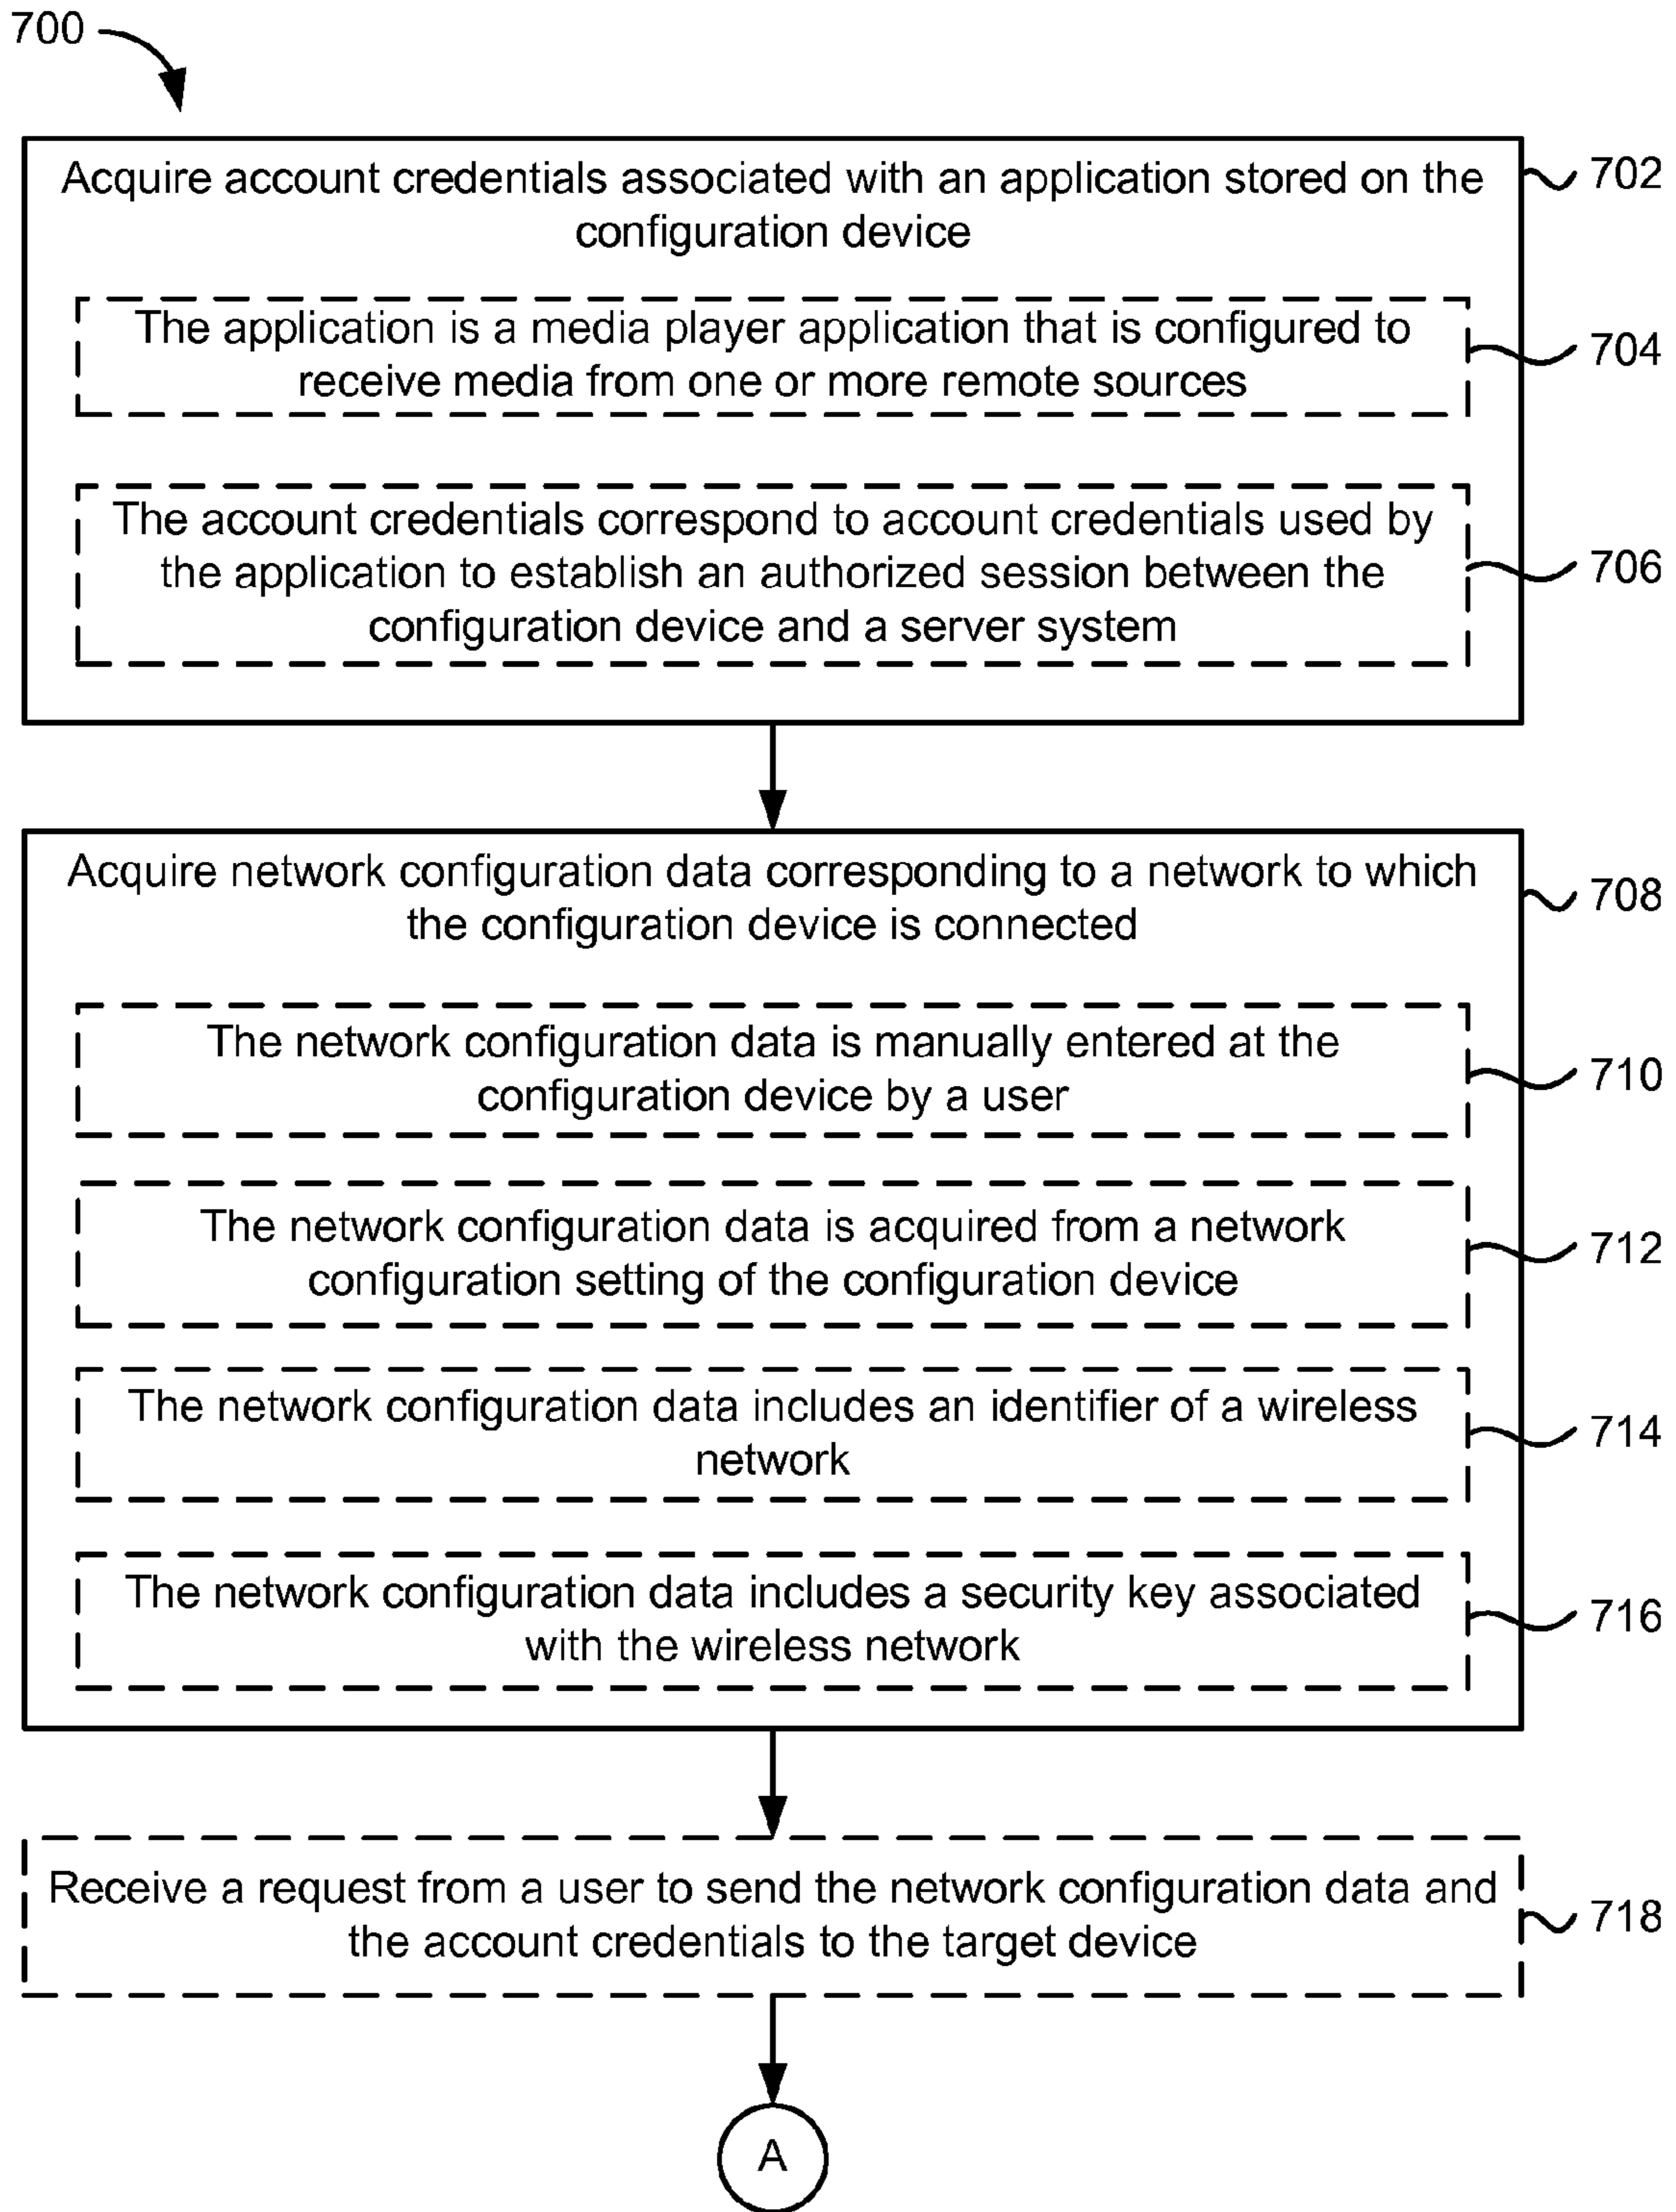 700
Acquire account credentials associated with an application stored on the
configuration device
702
The application is a media player application that is configured to
receive media from one or more remote sources
704
The account credentials correspond to account credentials used by
the application to establish an authorized session between the
configuration device and a server system
706
Acquire network configuration data corresponding to a network to which
the configuration device is connected
708
The network configuration data is manually entered at the
configuration device by a user
710
The network configuration data is acquired from a network
configuration setting of the configuration device
712
The network configuration data includes an identifier of a wireless
network
714
The network configuration data includes a security key associated
with the wireless network
716
Receive a request from a user to send the network configuration data and
the account credentials to the target device
718
A